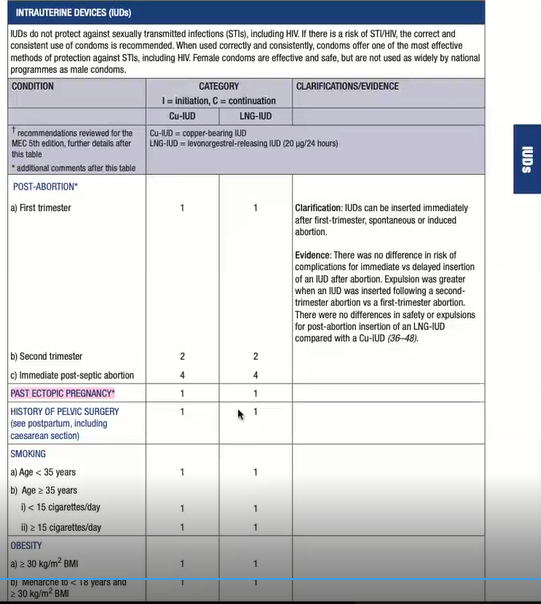 INTRAUTERINE DEVICES (IUDs)
IUDs do not protect against sexually transmitted infections (STIs), including HIV. If there is a risk of STI/HIV, the correct and
consistent use of condoms is recommended. When used correctly and consistently, condoms offer one of the most effective
methods of protection against STIs, including HIV. Female condoms are effective and safe, but are not used as widely by national
programmes as male condoms.
CONDITION CATEGORY CLARIFICATIONS/EVIDENCE
I = initiation, C = continuation
Cu-IUD LNG-IUD
† recommendations reviewed for the
MEC 5th edition, further details after
this table
* additional comments after this table
Cu-IUD = copper-bearing IUD
LNG-IUD = levonorgestrel-releasing IUD (20 µg/24 hours)
IUDs
POST-ABORTION*
a) First trimester 1 1
Clarification: IUDs can be inserted immediately
after first-trimester, spontaneous or induced
abortion.
Evidence: There was no difference in risk of
complications for immediate vs delayed insertion
of an IUD after abortion. Expulsion was greater
when an IUD was inserted following a second-
trimester abortion vs a first-trimester abortion.
There were no differences in safety or expulsions
for post-abortion insertion of an LNG-IUD
compared with a Cu-IUD (36–48).
b) Second trimester 2 2
c) Immediate post-septic abortion 4 4
PAST ECTOPIC PREGNANCY* 1 1
HISTORY OF PELVIC SURGERY 1 1
(see postpartum, including
caesarean section)
SMOKING
a) Age < 35 years 1 1
b) Age ≥ 35 years
i) < 15 cigarettes/day 1 1
ii) ≥ 15 cigarettes/day 1 1
OBESITY
a) ≥ 30 kg/m² BMI 1 1
b) Menarche to < 18 years and 1 1
≥ 30 kg/m² BMI